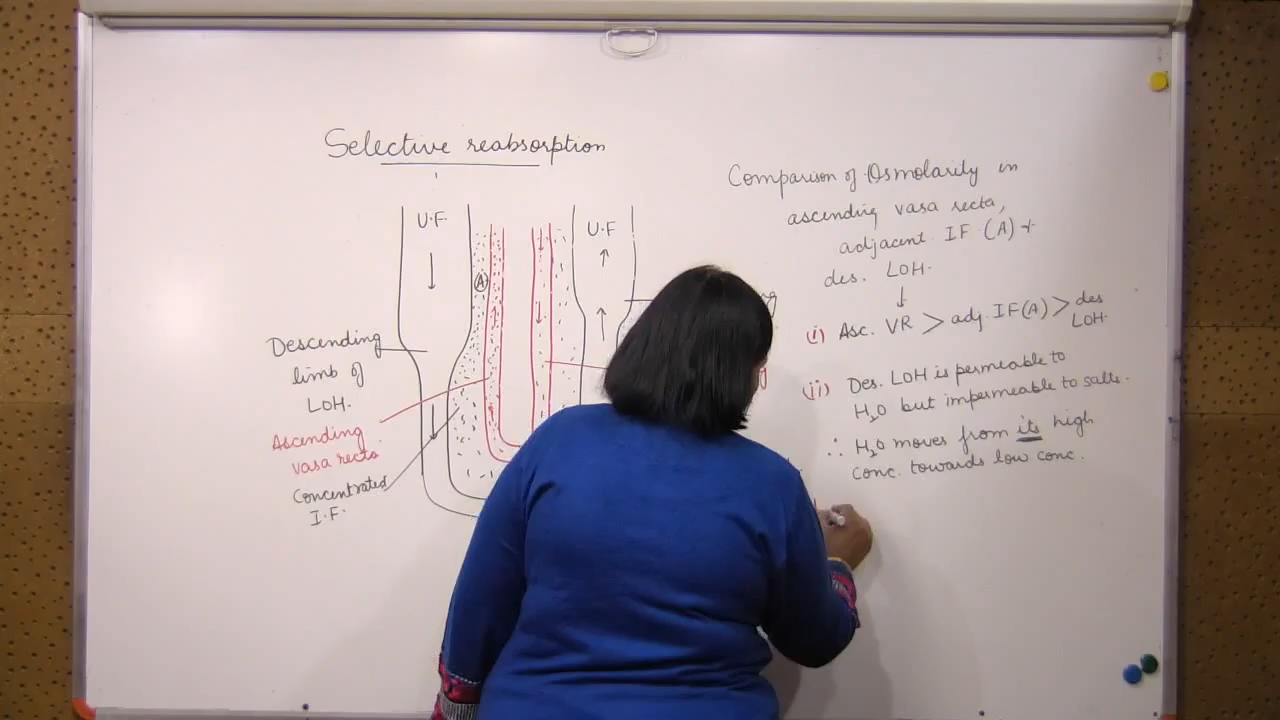 Selective reabsorption
U.F.
U.F
A
Descending
limb of
LOH.
Ascending
vasa recta
Concentrated
I.F.
Comparison of Osmolarity in
ascending vasa recta,
adjacent IF (A) +
des. LOH.
↓
(i) Asc. VR > adj. IF(A) > des
LOH.
(ii) Des. LOH is permeable to
H₂O but impermeable to salts.
∴ H₂O moves from its high
conc. towards low conc.